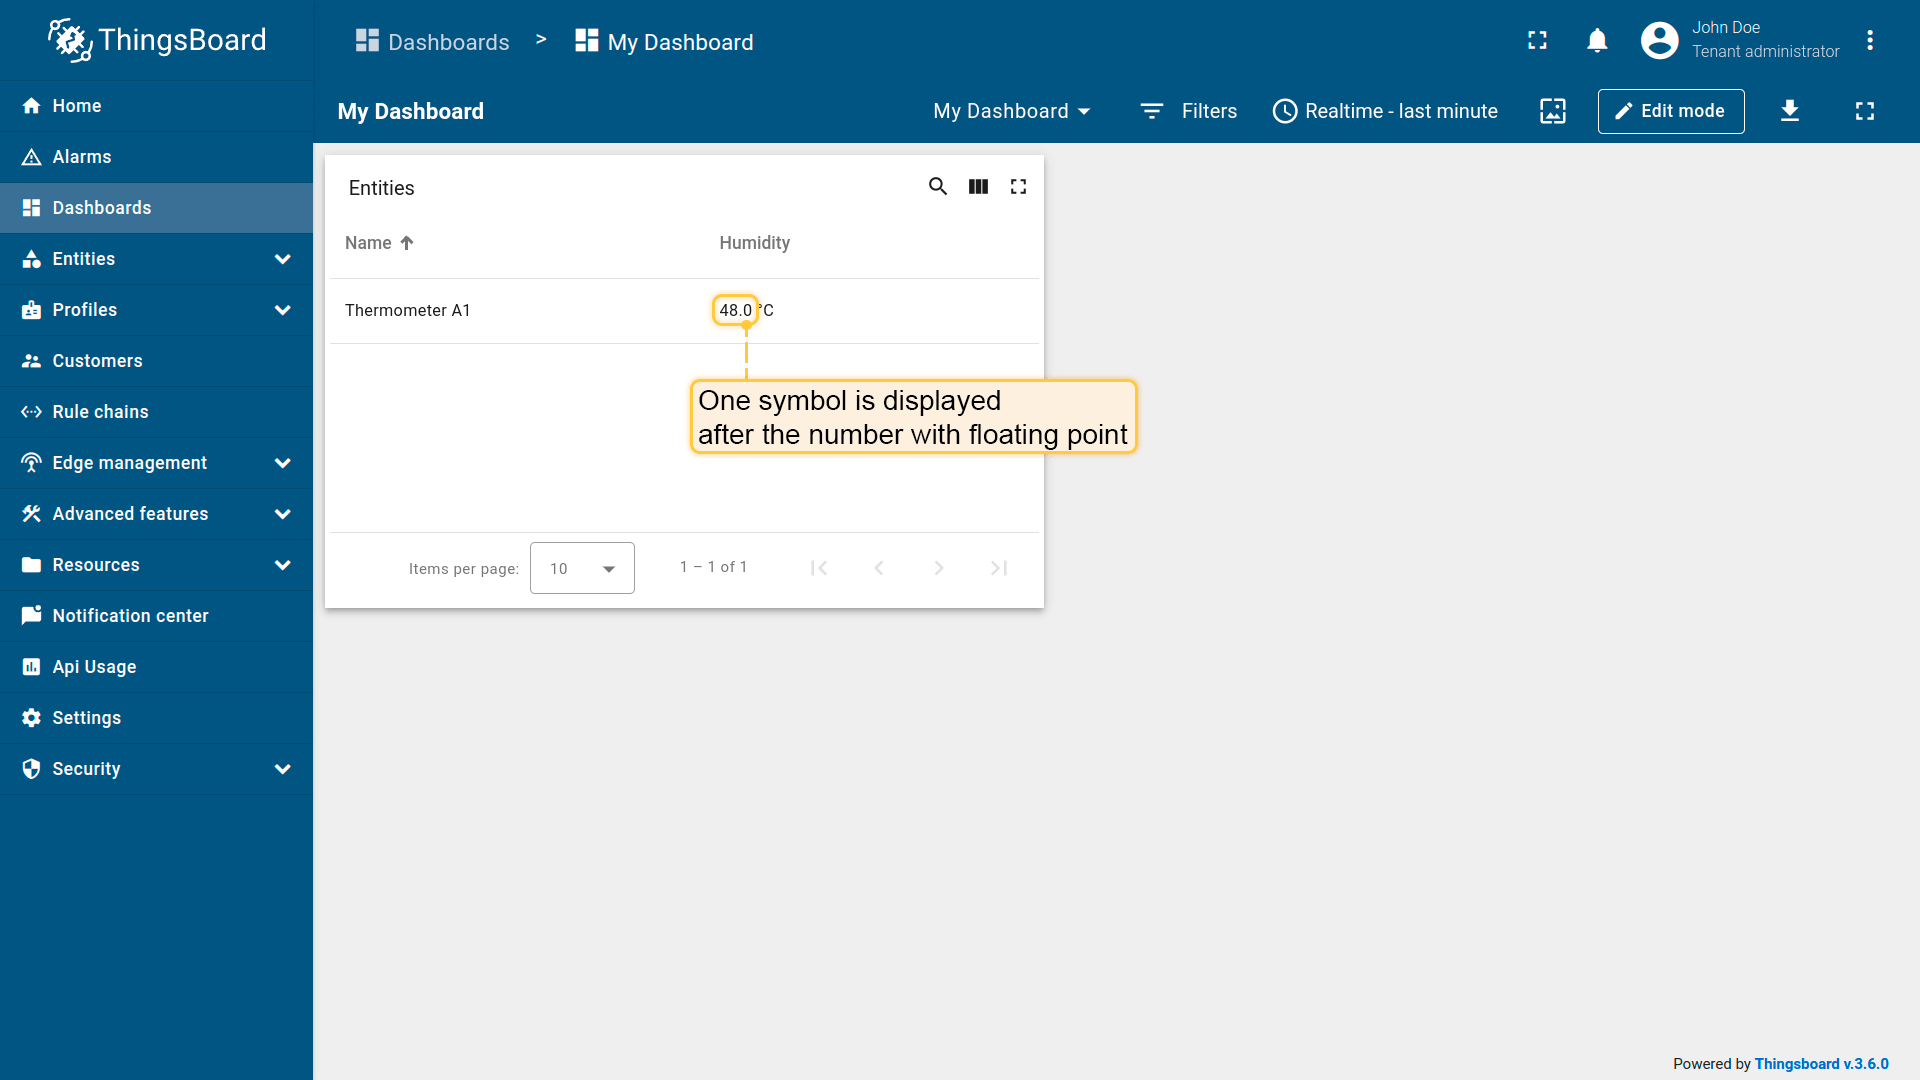 ThingsBoard
Dashboards > My Dashboard
John Doe
Tenant administrator
Home
Alarms
Dashboards
Entities
Profiles
Customers
Rule chains
Edge management
Advanced features
Resources
Notification center
Api Usage
Settings
Security
My Dashboard
My Dashboard
Filters
Realtime - last minute
Edit mode
Entities
Name
Humidity
Thermometer A1
48.0 °C
One symbol is displayed
after the number with floating point
Items per page:
10
1 – 1 of 1
Powered by Thingsboard v.3.6.0